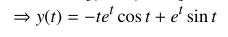 ⇒ y(t) = −te^t cos t + e^t sin t